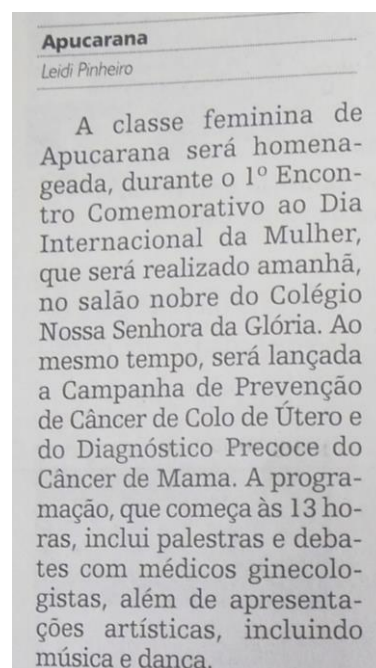 Apucarana
Leidi Pinheiro
A classe feminina de
Apucarana será homena-
geada, durante o 1º Encon-
tro Comemorativo ao Dia
Internacional da Mulher,
que será realizado amanhã,
no salão nobre do Colégio
Nossa Senhora da Glória. Ao
mesmo tempo, será lançada
a Campanha de Prevenção
de Câncer de Colo de Útero e
do Diagnóstico Precoce do
Câncer de Mama. A progra-
mação, que começa às 13 ho-
ras, inclui palestras e deba-
tes com médicos ginecolo-
gistas, além de apresenta-
ções artísticas, incluindo
música e dança.